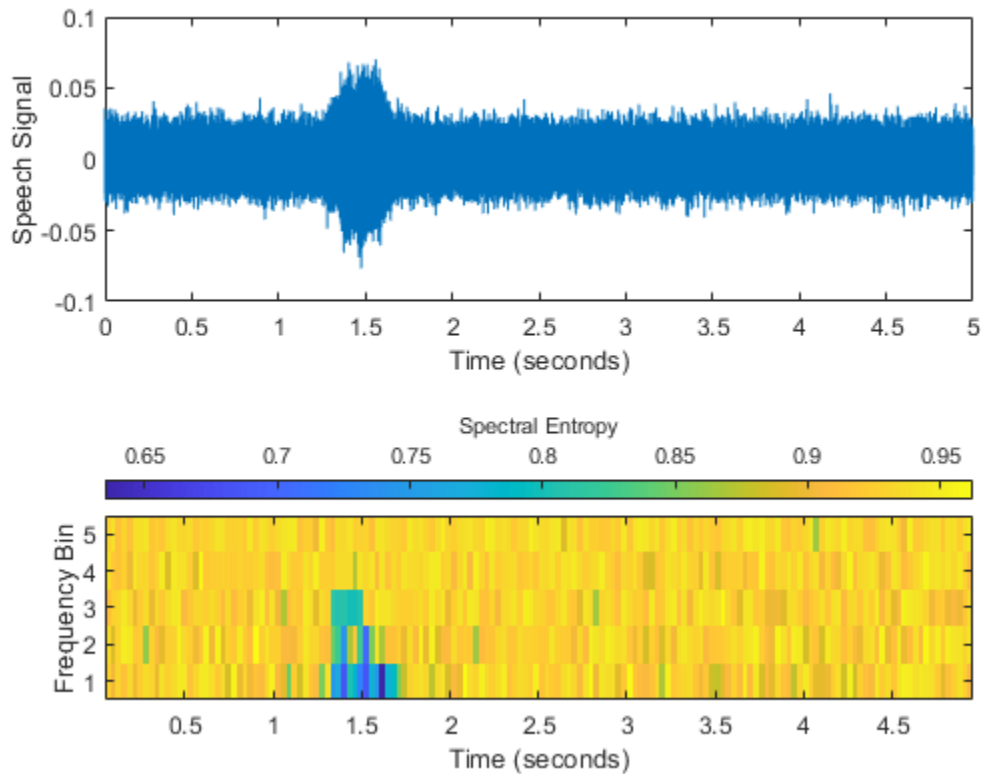 0.1
0.05
0
-0.05
-0.1
Speech Signal
0 0.5 1 1.5 2 2.5 3 3.5 4 4.5 5
Time (seconds)
Spectral Entropy
0.65 0.7 0.75 0.8 0.85 0.9 0.95
5
4
3
2
1
Frequency Bin
0.5 1 1.5 2 2.5 3 3.5 4 4.5
Time (seconds)